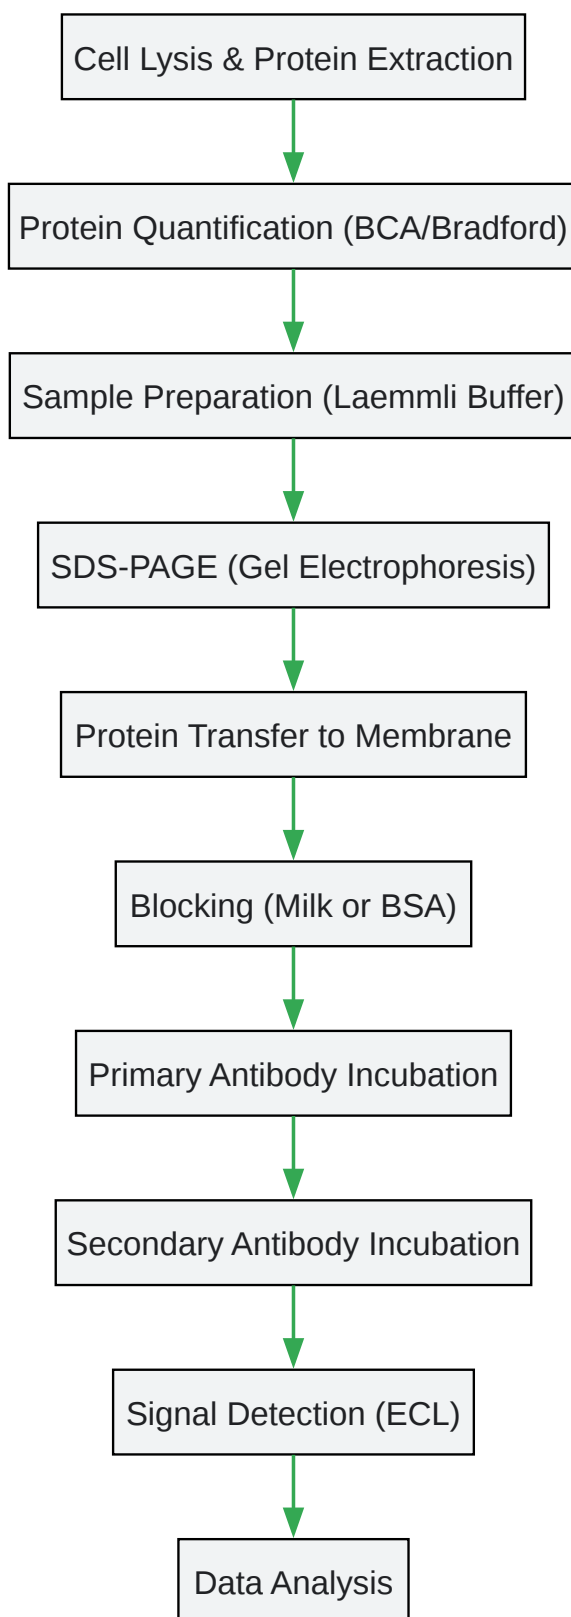 Cell Lysis & Protein Extraction
Protein Quantification (BCA/Bradford)
Sample Preparation (Laemmli Buffer)
SDS-PAGE (Gel Electrophoresis)
Protein Transfer to Membrane
Blocking (Milk or BSA)
Primary Antibody Incubation
Secondary Antibody Incubation
Signal Detection (ECL)
Data Analysis